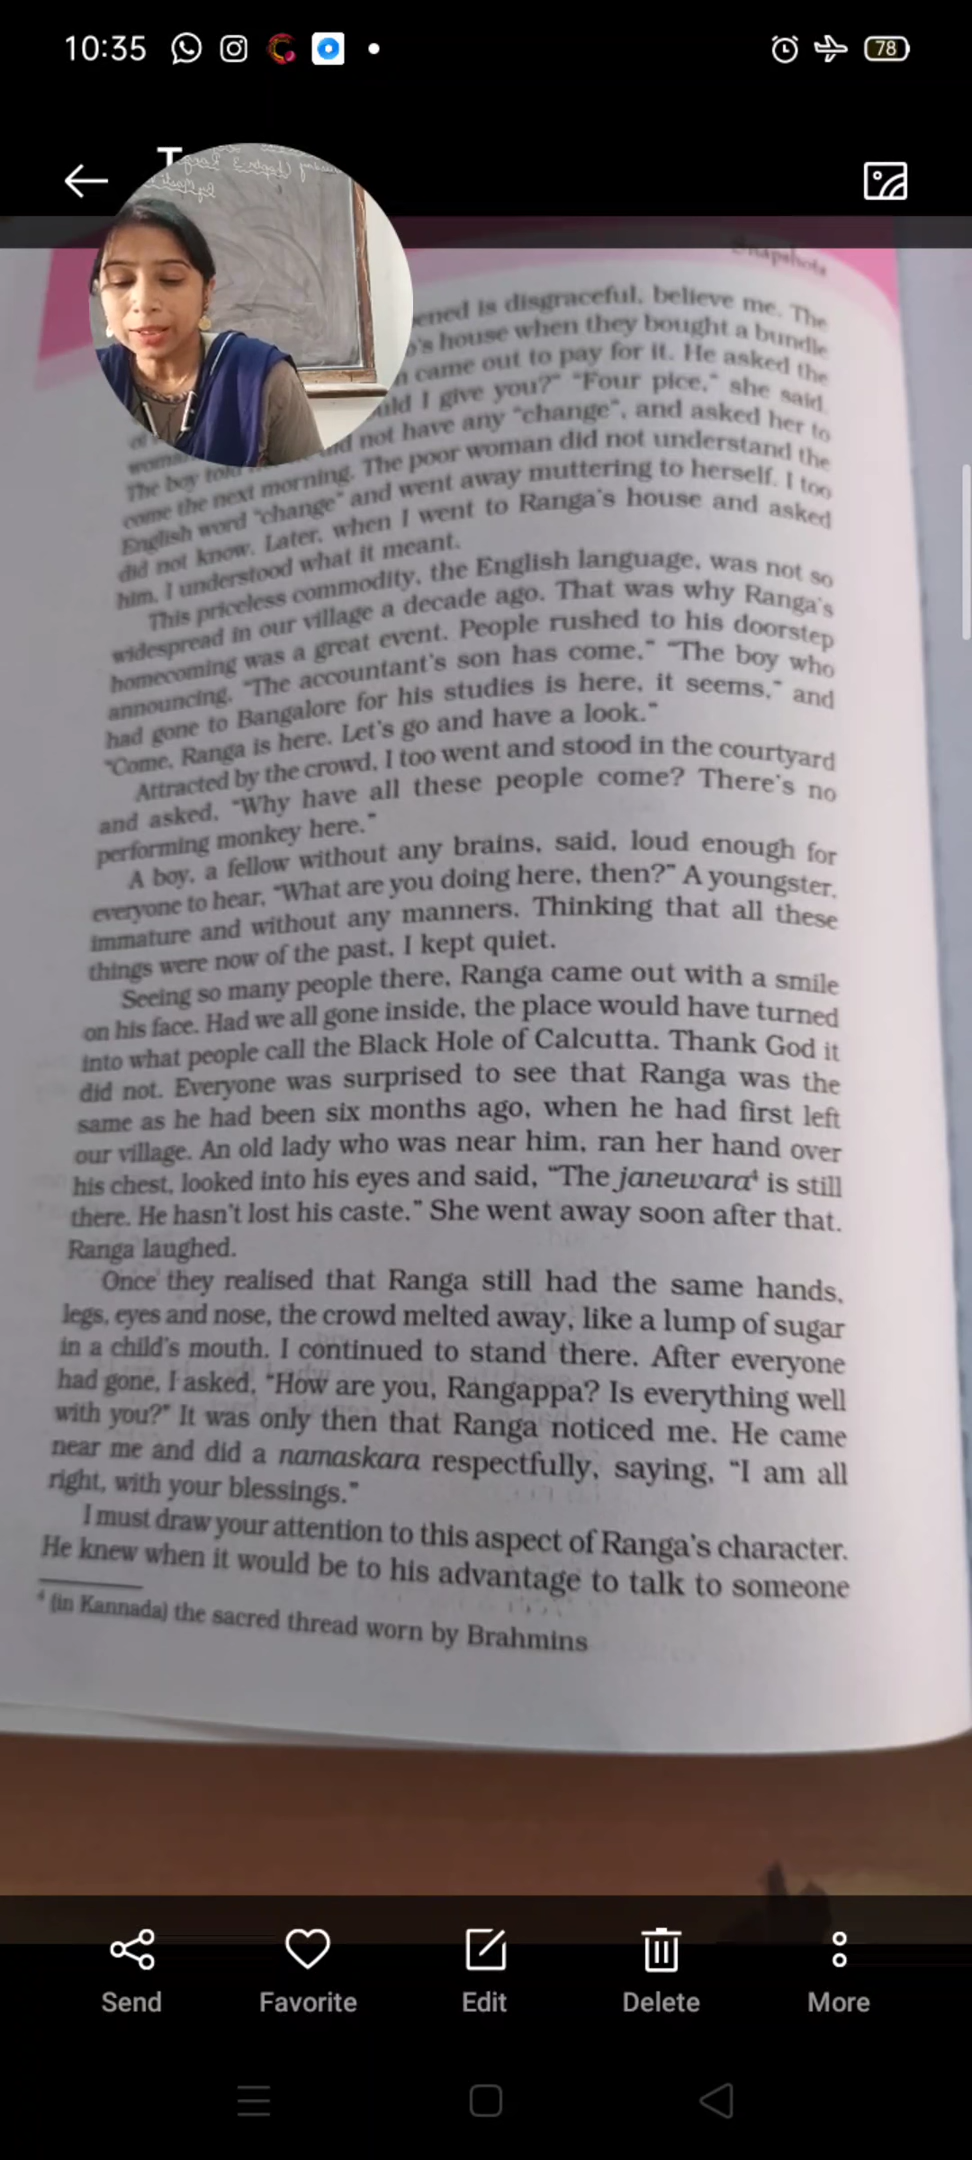 10:35
78
T
Snapshots
ened is disgraceful, believe me. The
o's house when they bought a bundle
came out to pay for it. He asked the
uld I give you?" "Four pice," she said.
not have any "change", and asked her to
The boy told
come the next morning. The poor woman did not understand the
English word "change" and went away muttering to herself. I too
did not know. Later, when I went to Ranga's house and asked
him, I understood what it meant.
This priceless commodity, the English language, was not so
widespread in our village a decade ago. That was why Ranga's
homecoming was a great event. People rushed to his doorstep
announcing, "The accountant's son has come," "The boy who
had gone to Bangalore for his studies is here, it seems," and
"Come, Ranga is here. Let's go and have a look."
Attracted by the crowd, I too went and stood in the courtyard
and asked, "Why have all these people come? There's no
performing monkey here."
A boy, a fellow without any brains, said, loud enough for
everyone to hear, "What are you doing here, then?" A youngster,
immature and without any manners. Thinking that all these
things were now of the past, I kept quiet.
Seeing so many people there, Ranga came out with a smile
on his face. Had we all gone inside, the place would have turned
into what people call the Black Hole of Calcutta. Thank God it
did not. Everyone was surprised to see that Ranga was the
same as he had been six months ago, when he had first left
our village. An old lady who was near him, ran her hand over
his chest, looked into his eyes and said, "The janewara⁴ is still
there. He hasn't lost his caste." She went away soon after that.
Ranga laughed.
Once they realised that Ranga still had the same hands,
legs, eyes and nose, the crowd melted away, like a lump of sugar
in a child's mouth. I continued to stand there. After everyone
had gone, I asked, "How are you, Rangappa? Is everything well
with you?" It was only then that Ranga noticed me. He came
near me and did a namaskara respectfully, saying, "I am all
right, with your blessings."
I must draw your attention to this aspect of Ranga's character.
He knew when it would be to his advantage to talk to someone
⁴ (in Kannada) the sacred thread worn by Brahmins
Send
Favorite
Edit
Delete
More